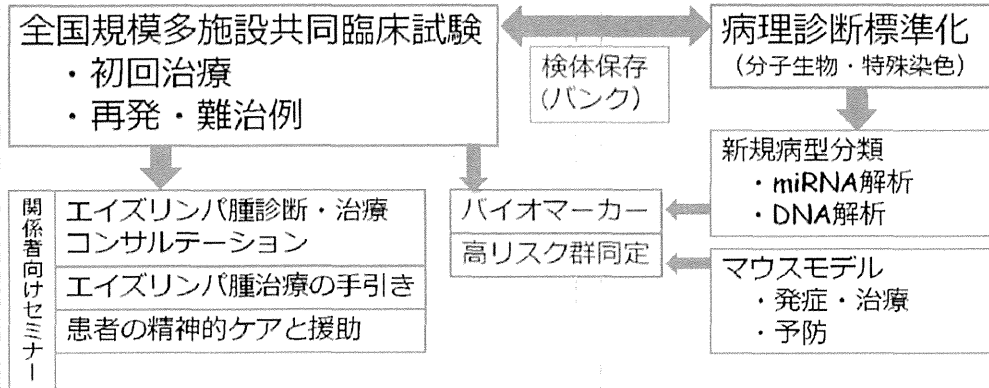 全国規模多施設共同臨床試験
・初回治療
・再発・難治例
検体保存
(バンク)
病理診断標準化
(分子生物・特殊染色)
新規病型分類
・miRNA解析
・DNA解析
関係者向けセミナー
エイズリンパ腫診断・治療
コンサルテーション
エイズリンパ腫治療の手引き
患者の精神的ケアと援助
バイオマーカー
高リスク群同定
マウスモデル
・発症・治療
・予防